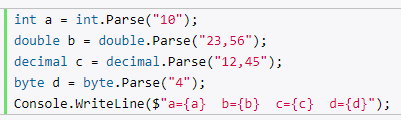 int a = int.Parse("10");
double b = double.Parse("23,56");
decimal c = decimal.Parse("12,45");
byte d = byte.Parse("4");
Console.WriteLine($"a={a}  b={b}  c={c}  d={d}");